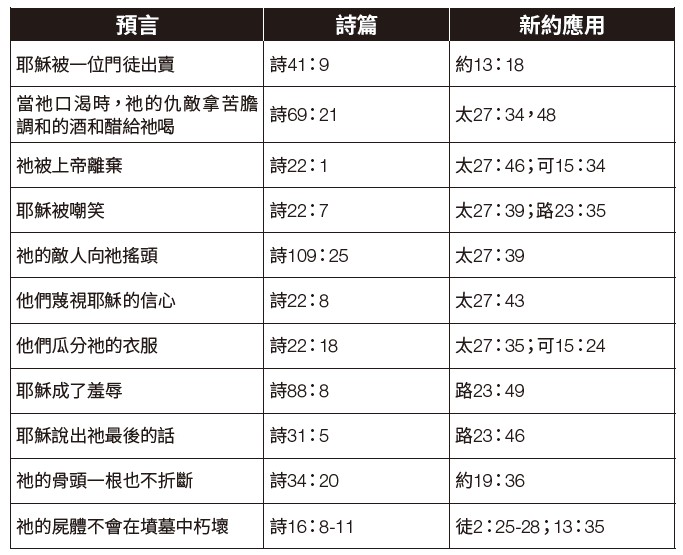 預言 詩篇 新約應用
耶穌被一位門徒出賣 詩41：9 約13：18
當祂口渴時，祂的仇敵拿苦膽
調和的酒和醋給祂喝 詩69：21 太27：34，48
祂被上帝離棄 詩22：1 太27：46；可15：34
耶穌被嘲笑 詩22：7 太27：39；路23：35
祂的敵人向祂搖頭 詩109：25 太27：39
他們蔑視耶穌的信心 詩22：8 太27：43
他們瓜分祂的衣服 詩22：18 太27：35；可15：24
耶穌成了羞辱 詩88：8 路23：49
耶穌說出祂最後的話 詩31：5 路23：46
祂的骨頭一根也不折斷 詩34：20 約19：36
祂的屍體不會在墳墓中朽壞 詩16：8-11 徒2：25-28；13：35